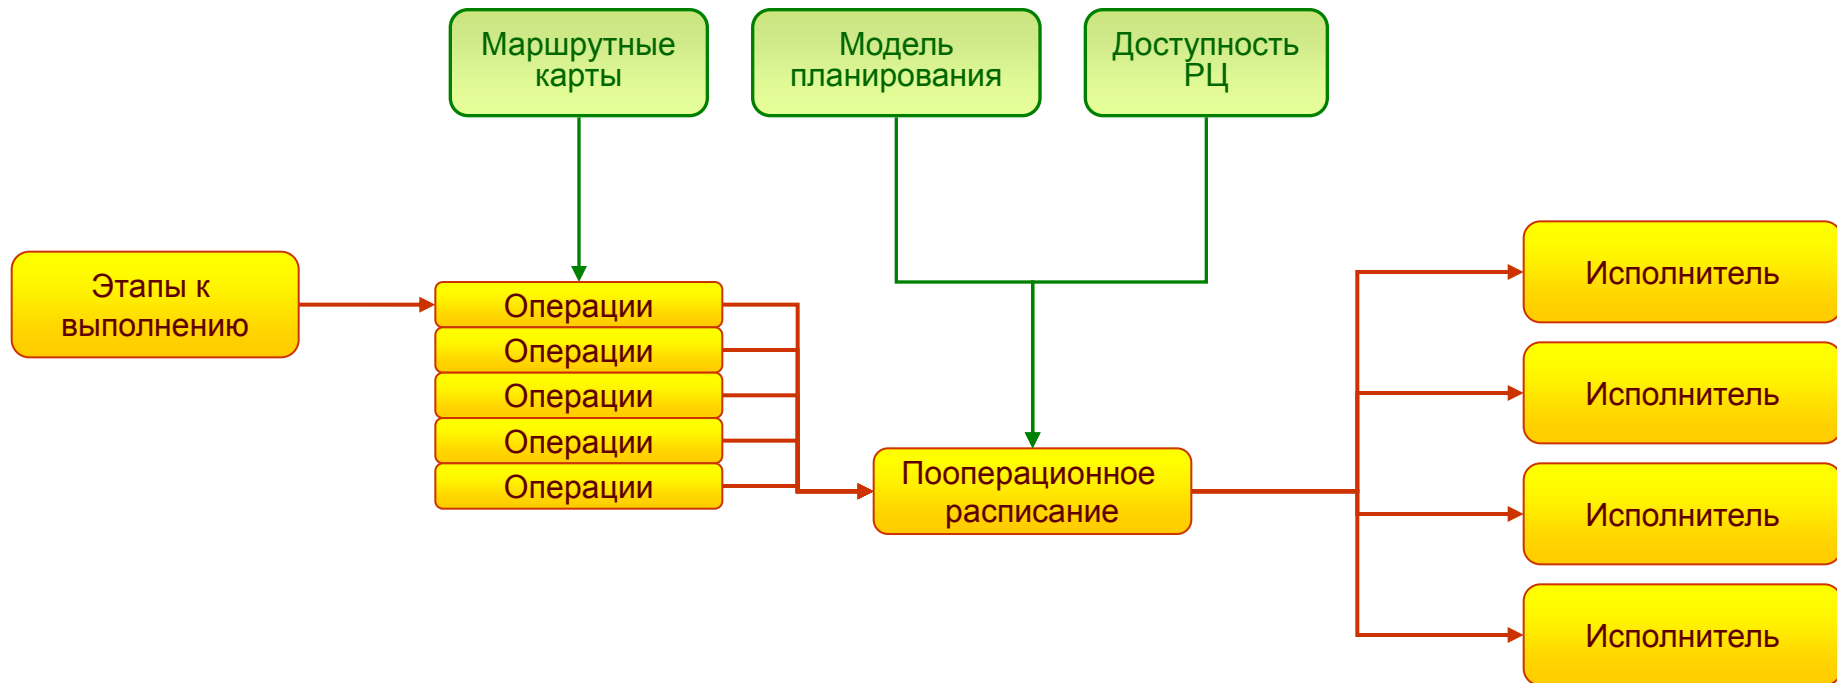 Маршрутные
карты
Модель
планирования
Доступность
РЦ
Этапы к
выполнению
Операции
Операции
Операции
Операции
Операции
Пооперационное
расписание
Исполнитель
Исполнитель
Исполнитель
Исполнитель